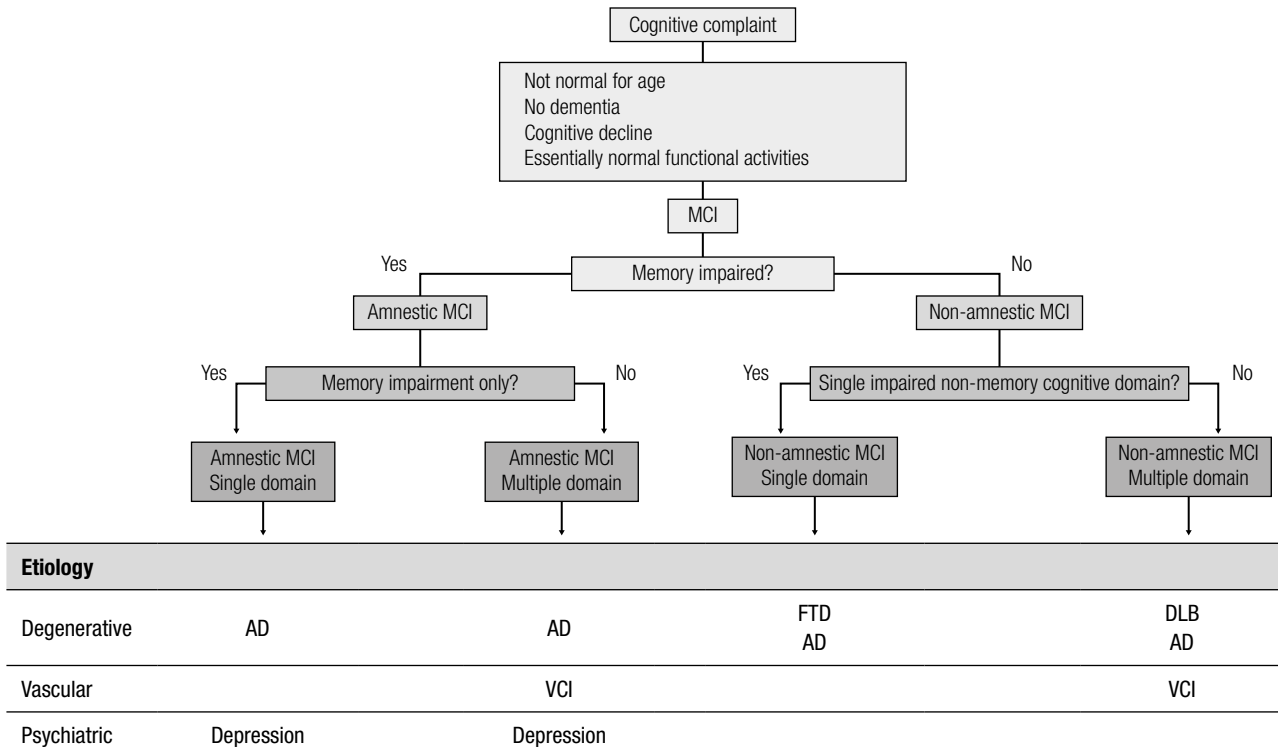 Cognitive complaint
Not normal for age
No dementia
Cognitive decline
Essentially normal functional activities
MCI
Yes
Memory impaired?
No
Amnestic MCI
Non-amnestic MCI
Yes
Memory impairment only?
No
Yes
Single impaired non-memory cognitive domain?
No
Amnestic MCI
Single domain
Amnestic MCI
Multiple domain
Non-amnestic MCI
Single domain
Non-amnestic MCI
Multiple domain
Etiology
Degenerative
AD
AD
FTD
AD
DLB
AD
Vascular
VCI
VCI
Psychiatric
Depression
Depression